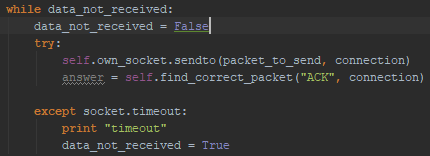 while data_not_received:
    data_not_received = False
    try:
        self.own_socket.sendto(packet_to_send, connection)
        answer = self.find_correct_packet("ACK", connection)

    except socket.timeout:
        print "timeout"
        data_not_received = True